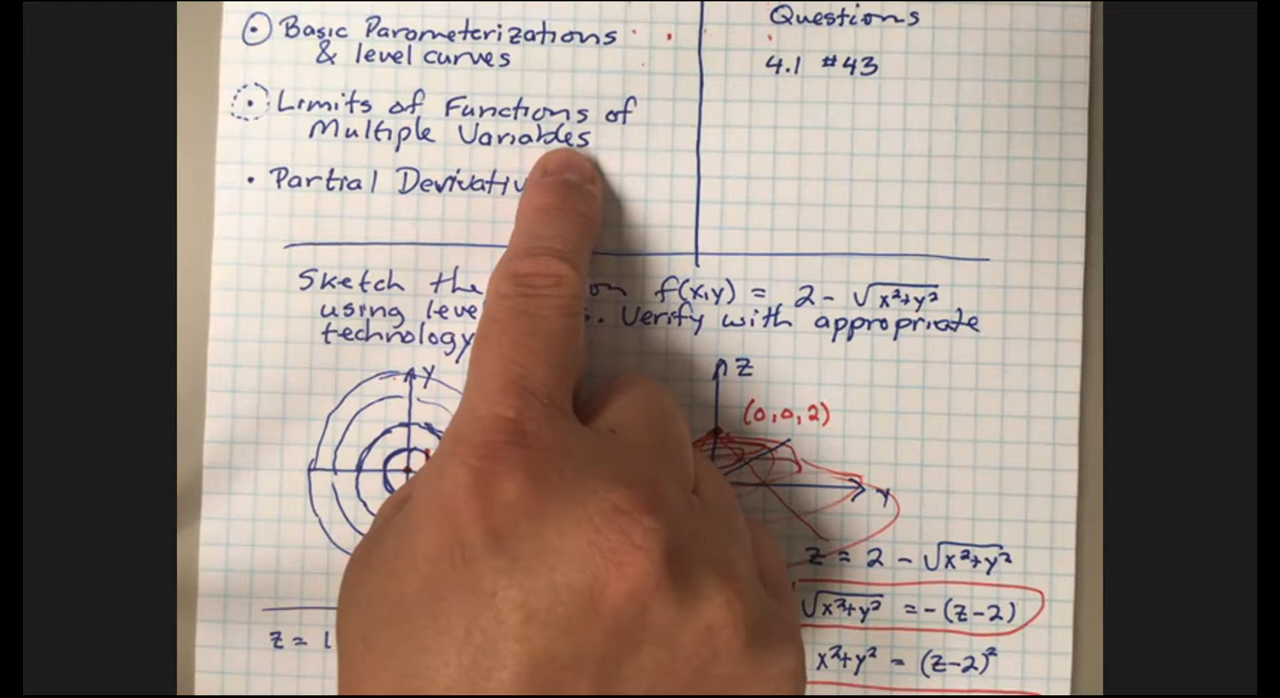 Basic Parameterizations
& level curves
Limits of Functions of
Multiple Variables
• Partial
Questions
4.1 #43
Sketch the f(x,y) = 2 - √x²+y²
using Verify with appropriate
technology
y
z
(0,0,2)
y
z = 2 - √x²+y²
√x²+y² = -(z-2)
x²+y² = (z-2)²
z = 1